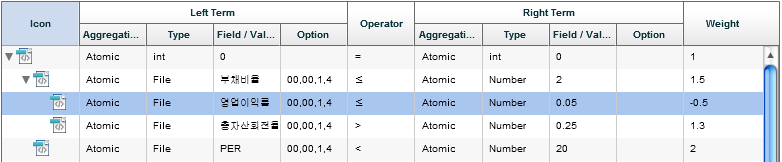 Icon Left Term Operator Right Term Weight
Aggregati... Type Field / Val... Option Aggregati... Type Field / Val... Option
Atomic int 0 = Atomic int 0 1
Atomic File 부채비율 00,00,1,4 ≤ Atomic Number 2 1.5
Atomic File 영업이익률 00,00,1,4 ≤ Atomic Number 0.05 -0.5
Atomic File 총자산회전율 00,00,1,4 > Atomic Number 0.25 1.3
Atomic File PER 00,00,1,4 < Atomic Number 20 2